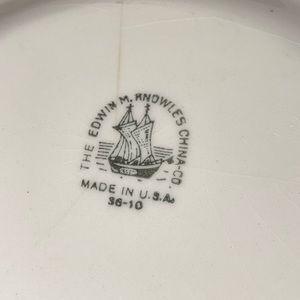 THE EDWIN M. KNOWLES CHINA-CO.
MADE IN U.S.A.
36-10